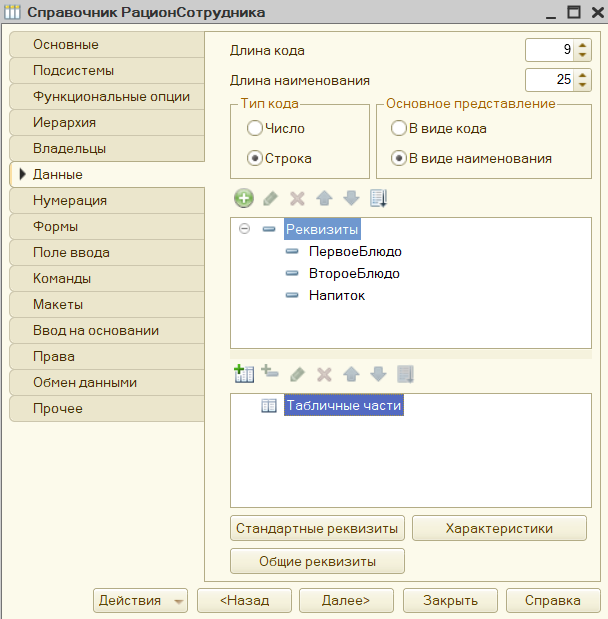 Справочник РационСотрудника
Основные
Подсистемы
Функциональные опции
Иерархия
Владельцы
Данные
Нумерация
Формы
Поле ввода
Команды
Макеты
Ввод на основании
Права
Обмен данными
Прочее
Длина кода 9
Длина наименования 25
Тип кода
Число
Строка
Основное представление
В виде кода
В виде наименования
Реквизиты
ПервоеБлюдо
ВтороеБлюдо
Напиток
Табличные части
Стандартные реквизиты Характеристики
Общие реквизиты
Действия <Назад Далее> Закрыть Справка